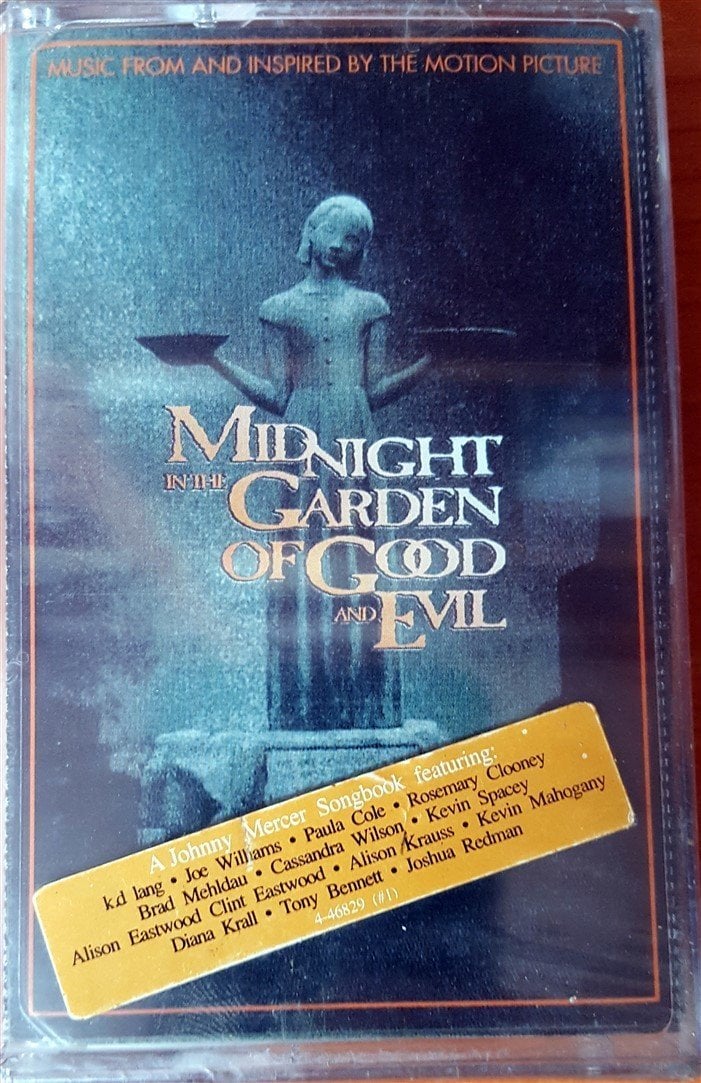 MUSIC FROM AND INSPIRED BY THE MOTION PICTURE
MIDNIGHT
IN THE GARDEN
OF GOOD
AND EVIL
A Johnny Mercer Songbook featuring:
k.d lang • Joe Williams • Paula Cole • Rosemary Clooney
Brad Mehldau • Cassandra Wilson • Kevin Spacey
Alison Eastwood Clint Eastwood • Alison Krauss • Kevin Mahogany
Diana Krall • Tony Bennett • Joshua Redman
4-46829 (#1)